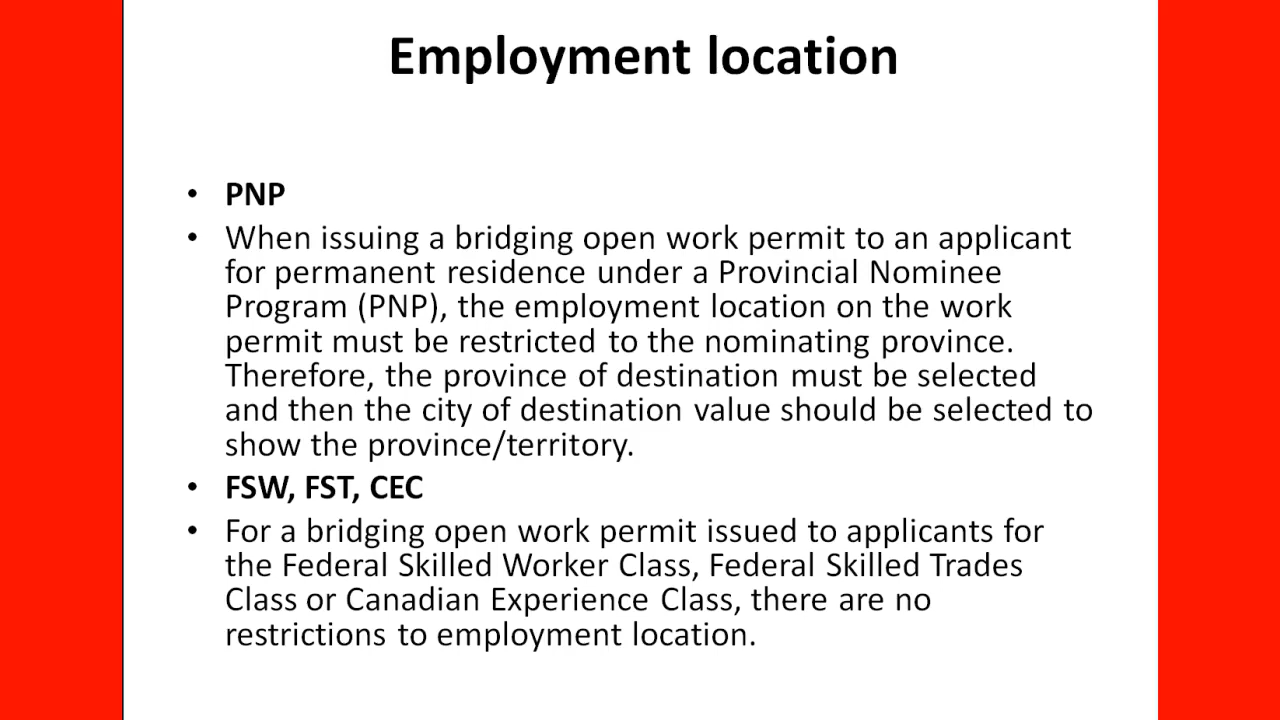 Employment location
• PNP
• When issuing a bridging open work permit to an applicant
for permanent residence under a Provincial Nominee
Program (PNP), the employment location on the work
permit must be restricted to the nominating province.
Therefore, the province of destination must be selected
and then the city of destination value should be selected to
show the province/territory.
• FSW, FST, CEC
• For a bridging open work permit issued to applicants for
the Federal Skilled Worker Class, Federal Skilled Trades
Class or Canadian Experience Class, there are no
restrictions to employment location.